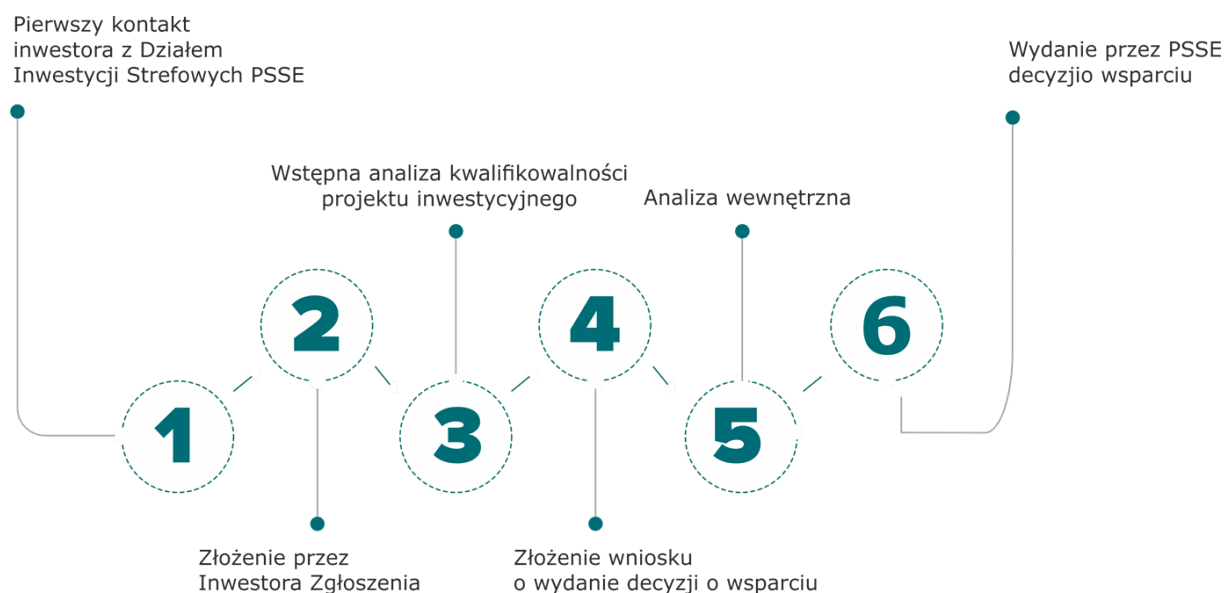 Pierwszy kontakt
inwestora z Działem
Inwestycji Strefowych PSSE
1
2
Złożenie przez
Inwestora Zgłoszenia
Wstępna analiza kwalifikowalności
projektu inwestycyjnego
3
4
Złożenie wniosku
o wydanie decyzji o wsparciu
Analiza wewnętrzna
5
6
Wydanie przez PSSE
decyzjio wsparciu